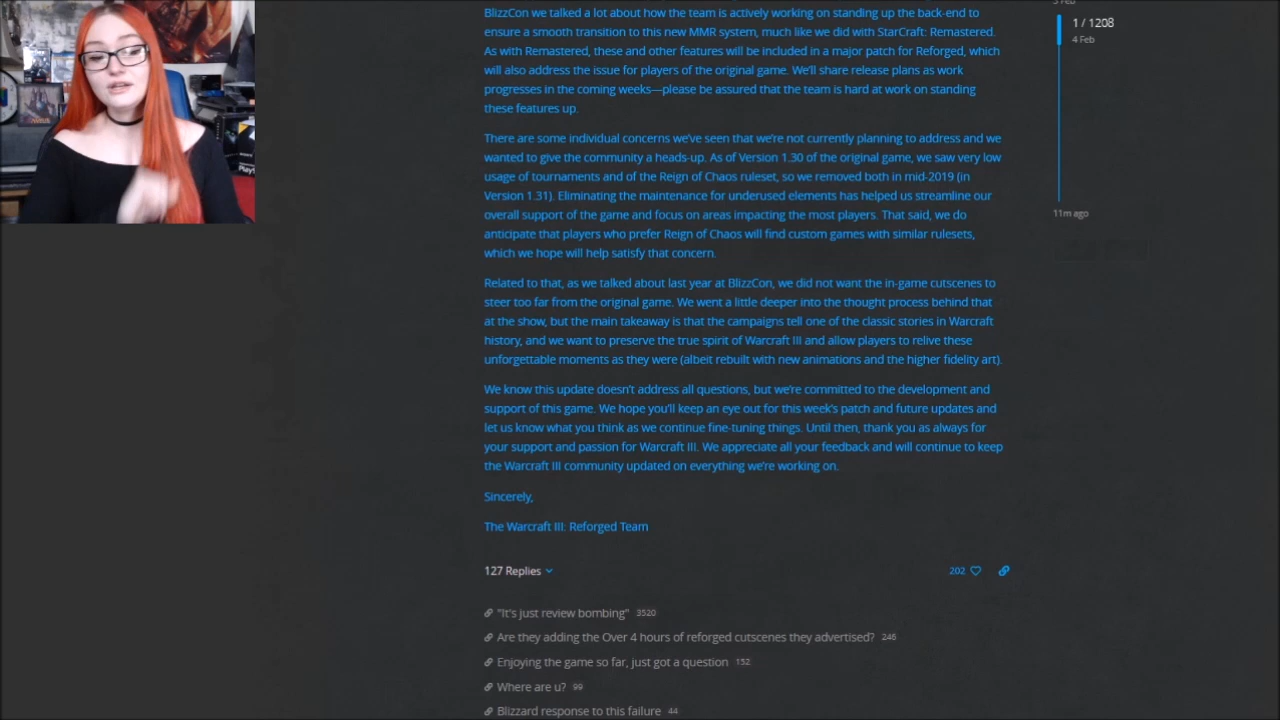 5 Feb
BlizzCon we talked a lot about how the team is actively working on standing up the back-end to
ensure a smooth transition to this new MMR system, much like we did with StarCraft: Remastered.
As with Remastered, these and other features will be included in a major patch for Reforged, which
will also address the issue for players of the original game. We'll share release plans as work
progresses in the coming weeks—please be assured that the team is hard at work on standing
these features up.
There are some individual concerns we've seen that we're not currently planning to address and we
wanted to give the community a heads-up. As of Version 1.30 of the original game, we saw very low
usage of tournaments and of the Reign of Chaos ruleset, so we removed both in mid-2019 (in
Version 1.31). Eliminating the maintenance for underused elements has helped us streamline our
overall support of the game and focus on areas impacting the most players. That said, we do
anticipate that players who prefer Reign of Chaos will find custom games with similar rulesets,
which we hope will help satisfy that concern.
Related to that, as we talked about last year at BlizzCon, we did not want the in-game cutscenes to
steer too far from the original game. We went a little deeper into the thought process behind that
at the show, but the main takeaway is that the campaigns tell one of the classic stories in Warcraft
history, and we want to preserve the true spirit of Warcraft III and allow players to relive these
unforgettable moments as they were (albeit rebuilt with new animations and the higher fidelity art).
We know this update doesn't address all questions, but we're committed to the development and
support of this game. We hope you'll keep an eye out for this week's patch and future updates and
let us know what you think as we continue fine-tuning things. Until then, thank you as always for
your support and passion for Warcraft III. We appreciate all your feedback and will continue to keep
the Warcraft III community updated on everything we're working on.
Sincerely,
The Warcraft III: Reforged Team
127 Replies
202
"It's just review bombing" 3520
Are they adding the Over 4 hours of reforged cutscenes they advertised? 246
Enjoying the game so far, just got a question 152
Where are u? 99
Blizzard response to this failure 44
1 / 1208
4 Feb
11m ago